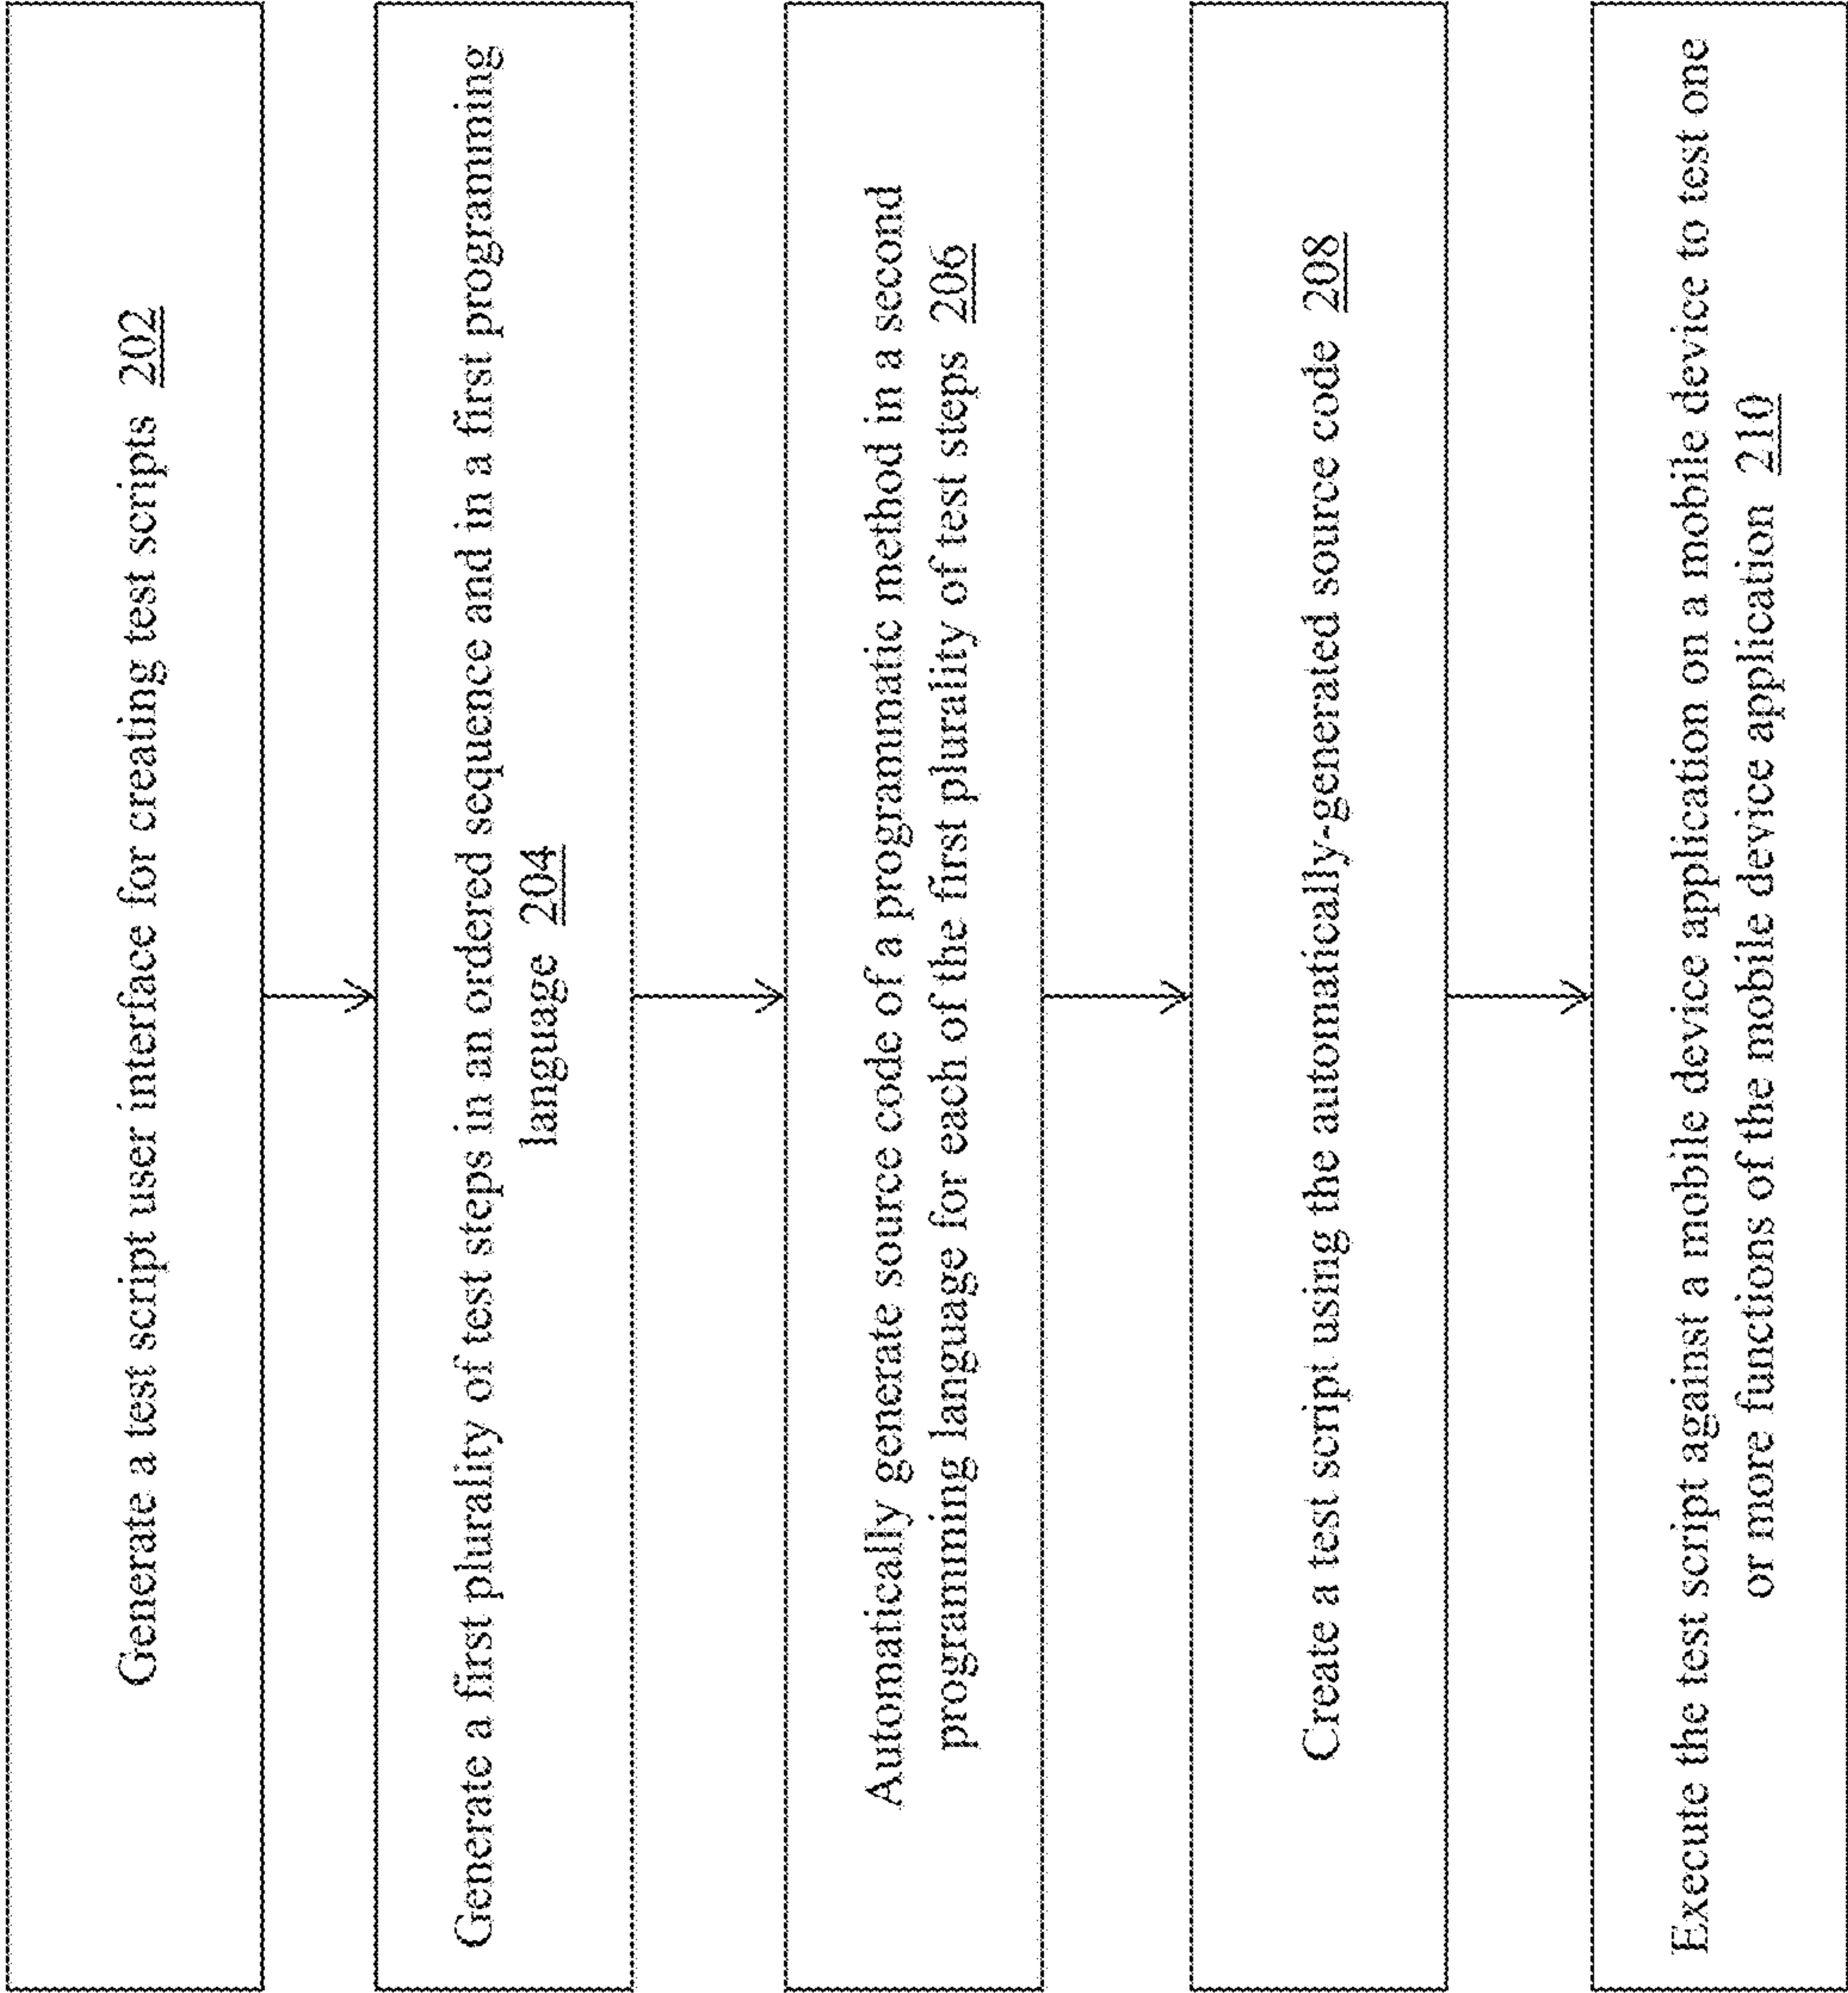 Generate a test script user interface for creating test scripts 202
Generate a first plurality of test steps in an ordered sequence and in a first programming
language 204
Automatically generate source code of a programmatic method in a second
programming language for each of the first plurality of test steps 206
Create a test script using the automatically-generated source code 208
Execute the test script against a mobile device application on a mobile device to test one
or more functions of the mobile device application 210